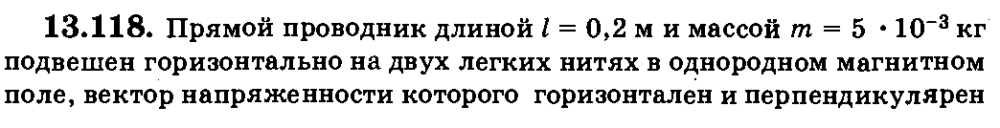 13.118. Прямой проводник длиной l = 0,2 м и массой m = 5 · 10⁻³ кг
подвешен горизонтально на двух легких нитях в однородном магнитном
поле, вектор напряженности которого горизонтален и перпендикулярен